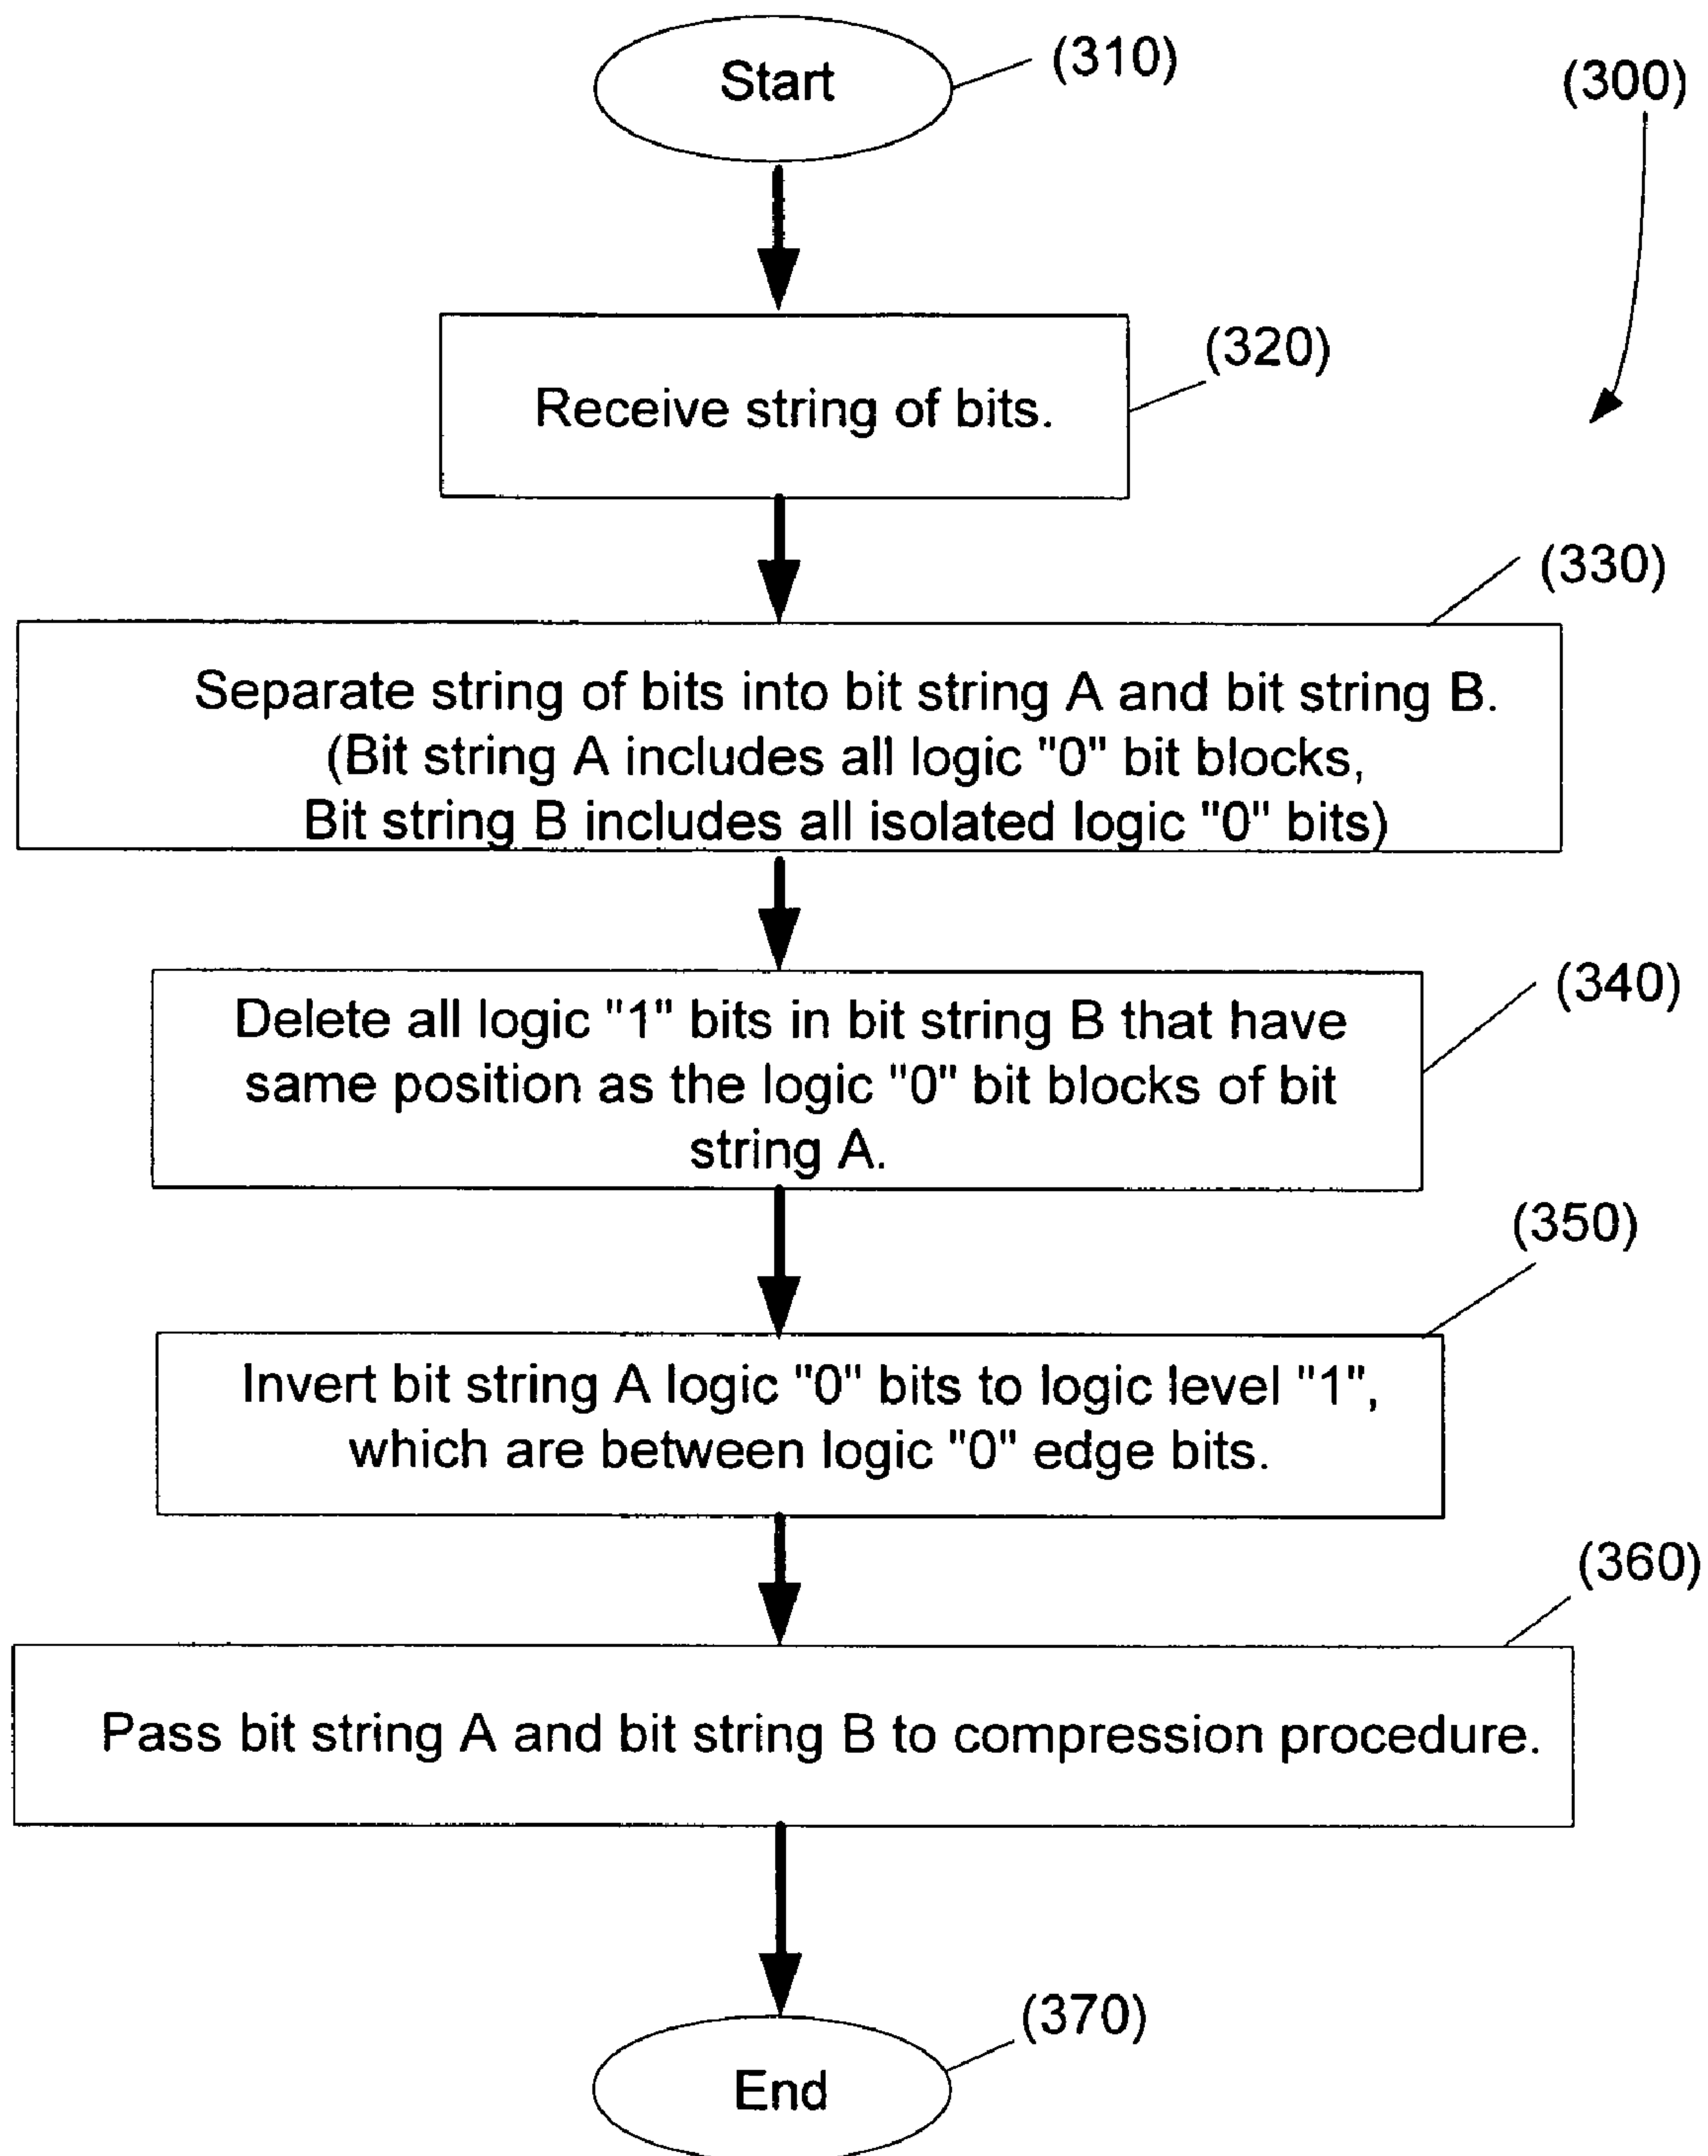 Start
(310)
(300)
Receive string of bits.
(320)
(330)
Separate string of bits into bit string A and bit string B.
(Bit string A includes all logic "0" bit blocks,
Bit string B includes all isolated logic "0" bits)
(340)
Delete all logic "1" bits in bit string B that have
same position as the logic "0" bit blocks of bit
string A.
(350)
Invert bit string A logic "0" bits to logic level "1",
which are between logic "0" edge bits.
(360)
Pass bit string A and bit string B to compression procedure.
(370)
End